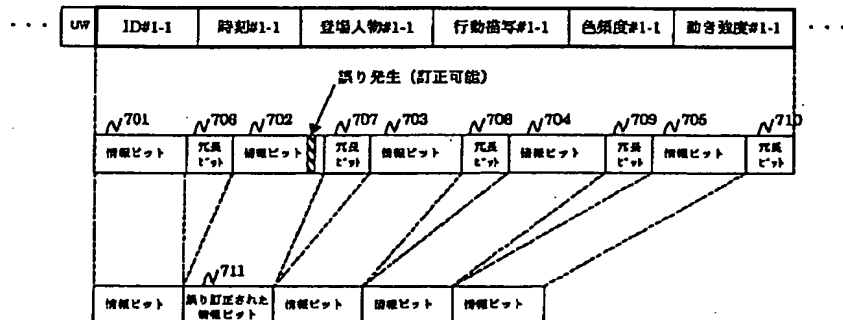 ··· UW ID#1-1 時刻#1-1 登場人物#1-1 行動描写#1-1 色頻度#1-1 動き強度#1-1 ···
誤り発生（訂正可能）
701 706 702 707 703 708 704 709 705 710
情報ビット 冗長ビット 情報ビット 冗長ビット 情報ビット 冗長ビット 情報ビット 冗長ビット 情報ビット 冗長ビット
711
情報ビット 誤り訂正された情報ビット 情報ビット 情報ビット 情報ビット